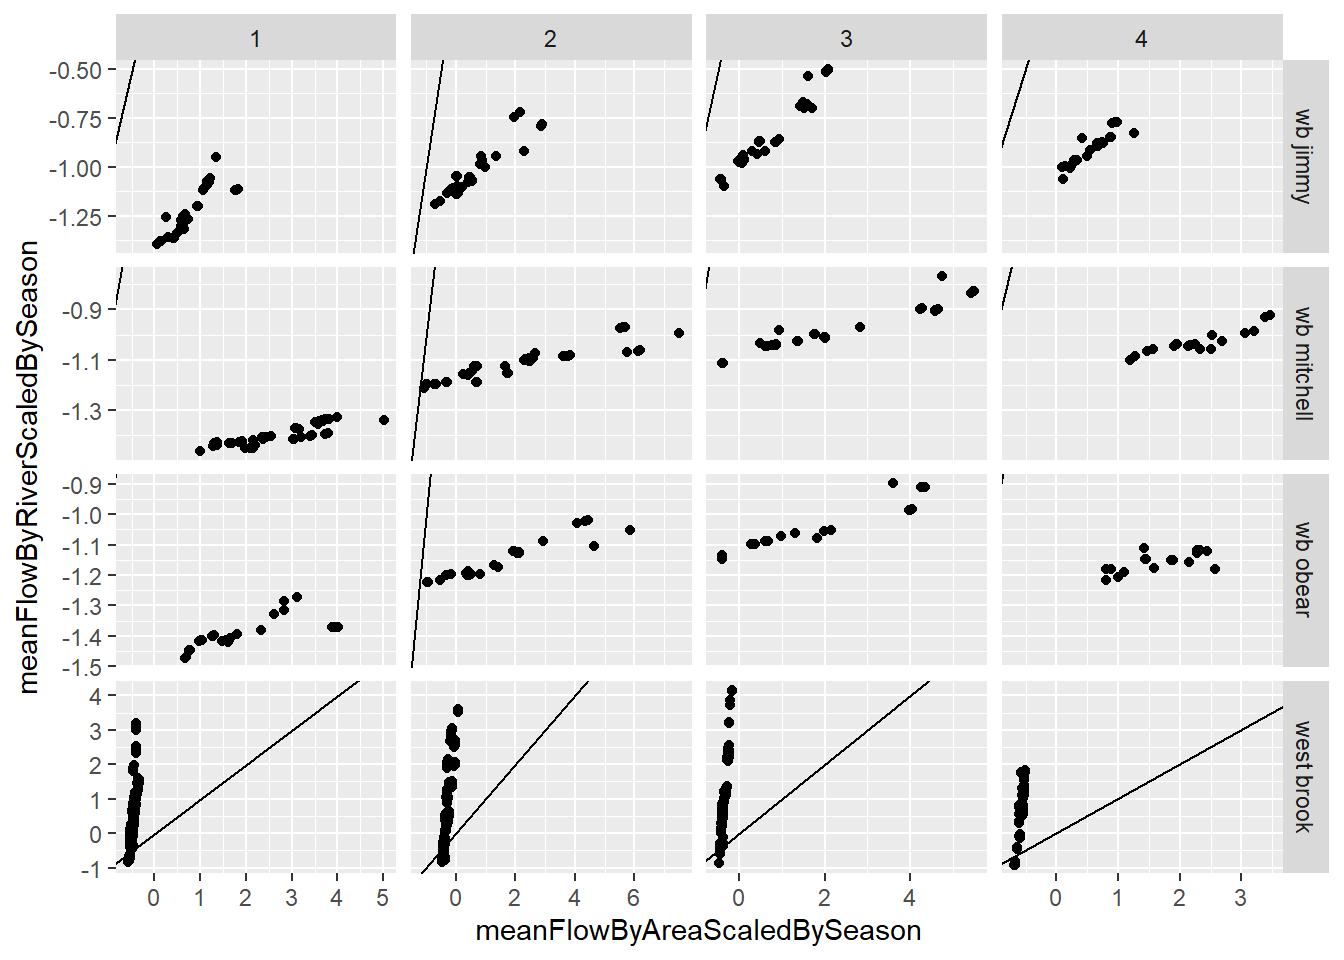 1 2 3 4
-0.50
-0.75
-1.00
-1.25
wb jimmy
-0.9
-1.1
-1.3
wb mitchell
-0.9
-1.0
-1.1
-1.2
-1.3
-1.4
-1.5
wb obear
4
3
2
1
0
-1
west brook
0 1 2 3 4 5 0 2 4 6 0 2 4 0 1 2 3
meanFlowByAreaScaledBySeason
meanFlowByRiverScaledBySeason